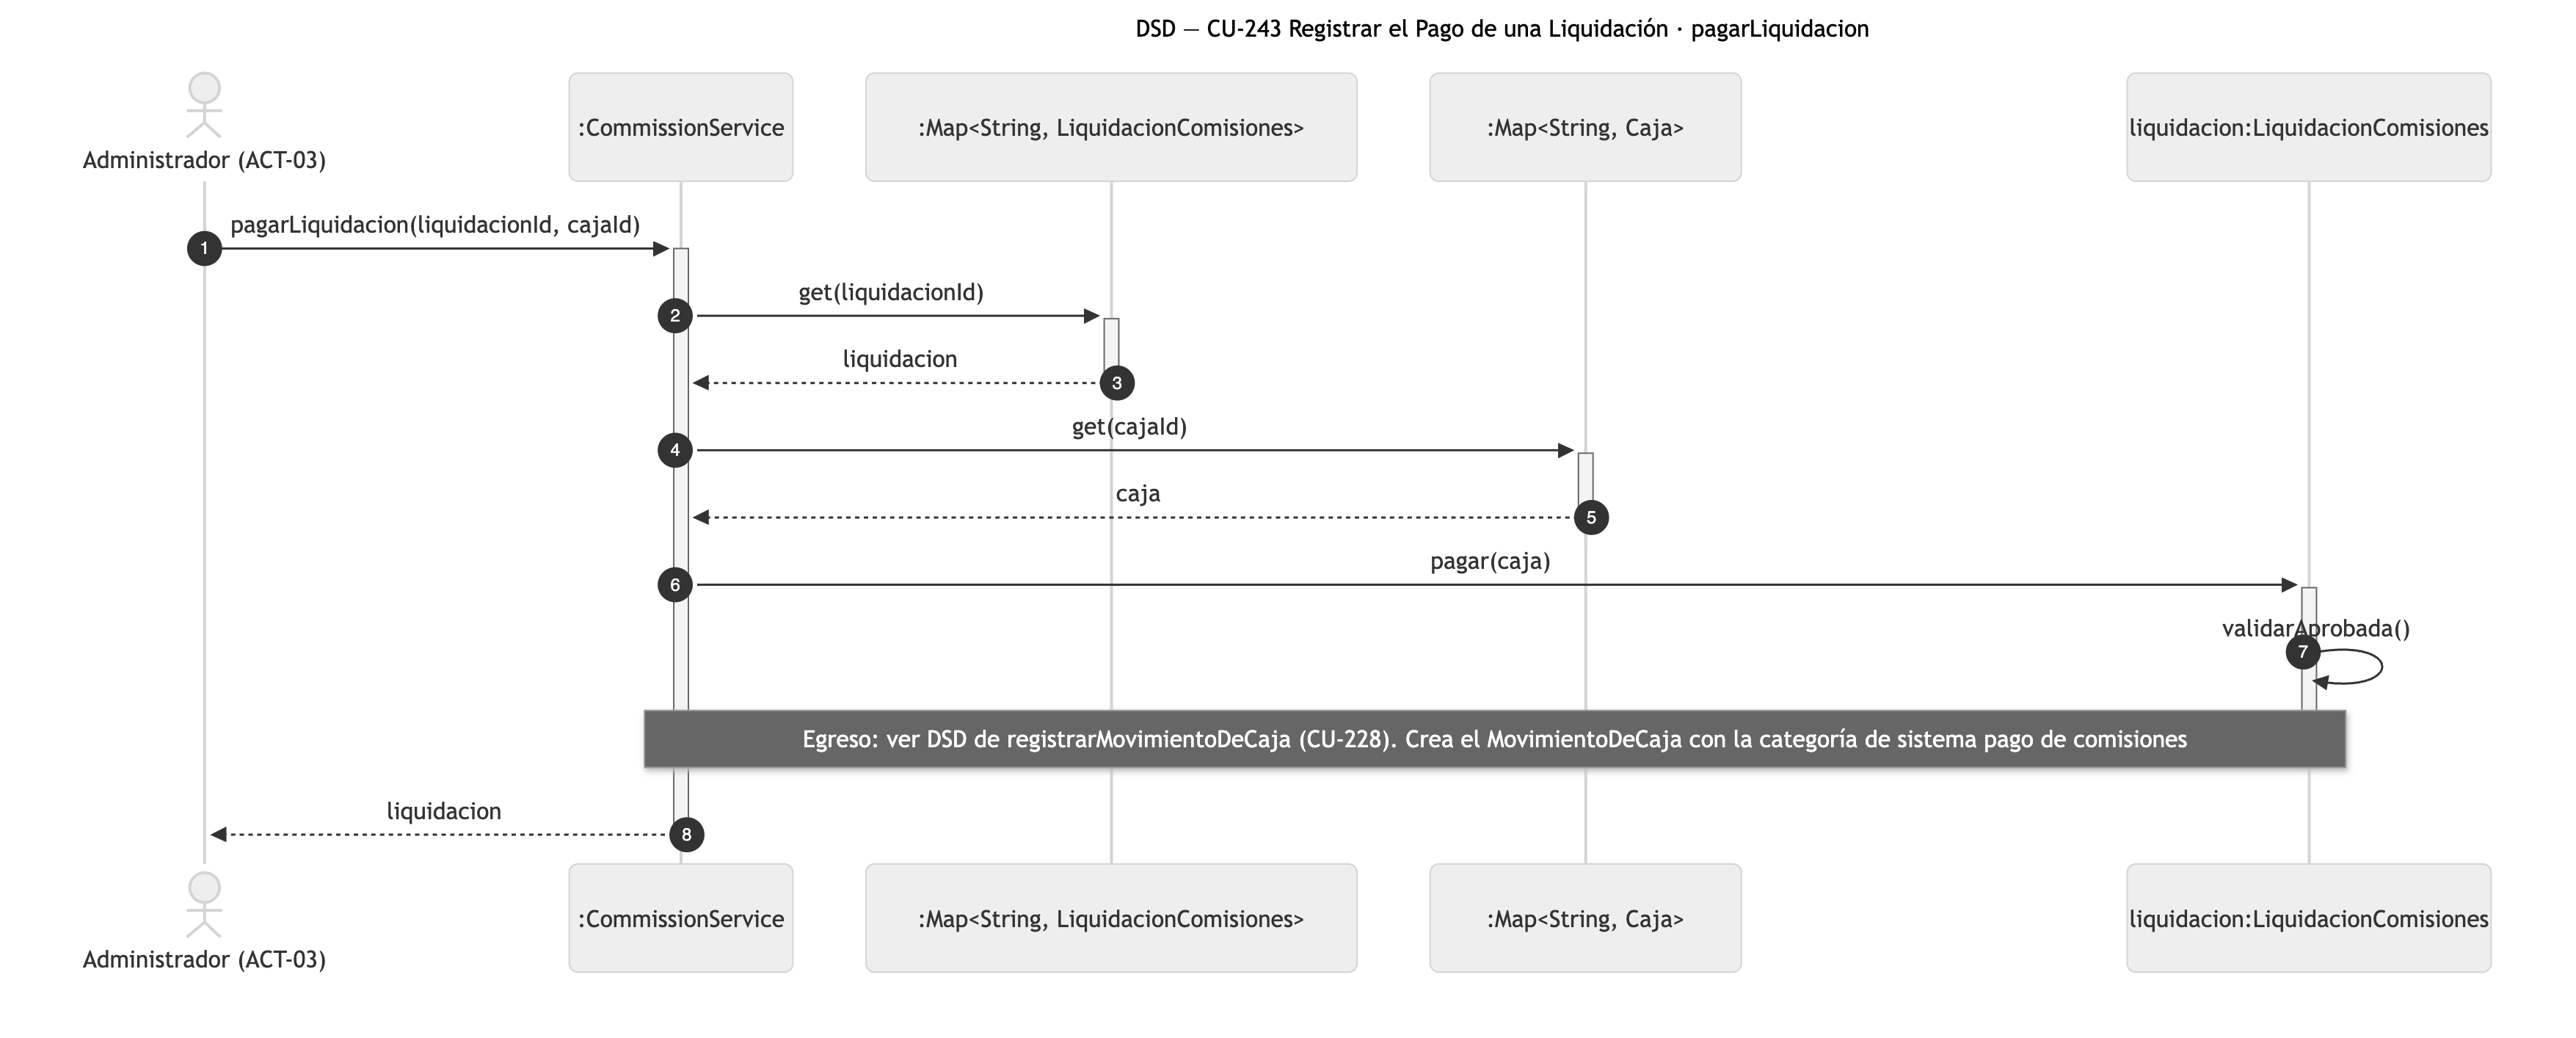 DSD — CU-243 Registrar el Pago de una Liquidación · pagarLiquidacion
Administrador (ACT-03)
:CommissionService
:Map<String, LiquidacionComisiones>
:Map<String, Caja>
liquidacion:LiquidacionComisiones
pagarLiquidacion(liquidacionId, cajaId)
1
get(liquidacionId)
2
liquidacion
3
get(cajaId)
4
caja
5
pagar(caja)
6
validarAprobada()
7
Egreso: ver DSD de registrarMovimientoDeCaja (CU-228). Crea el MovimientoDeCaja con la categoría de sistema pago de comisiones
liquidacion
8
Administrador (ACT-03)
:CommissionService
:Map<String, LiquidacionComisiones>
:Map<String, Caja>
liquidacion:LiquidacionComisiones